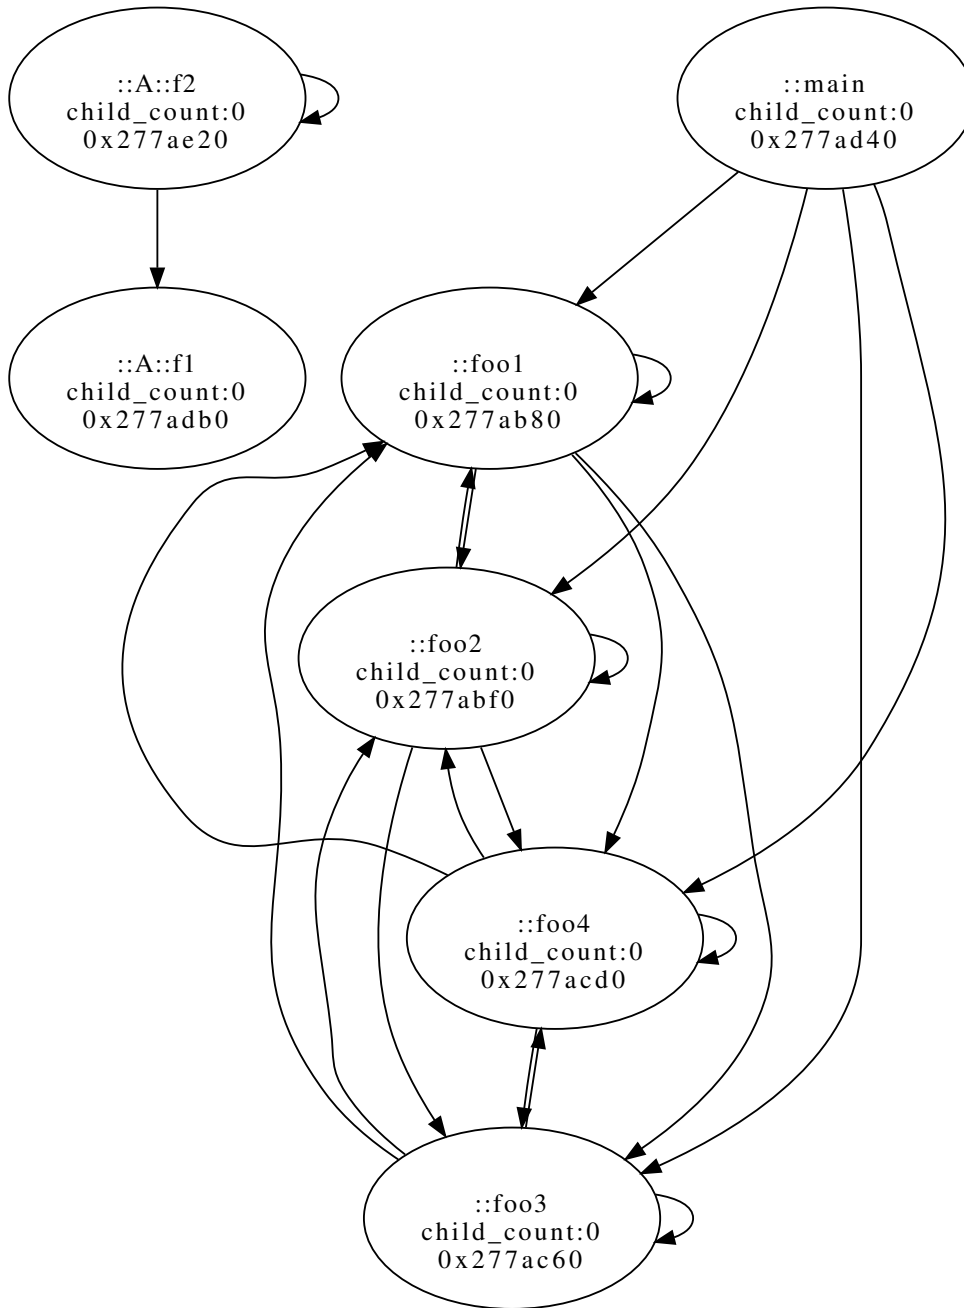 ::A::f2
child_count:0
0x277ae20
::main
child_count:0
0x277ad40
::A::f1
child_count:0
0x277adb0
::foo1
child_count:0
0x277ab80
::foo2
child_count:0
0x277abf0
::foo4
child_count:0
0x277acd0
::foo3
child_count:0
0x277ac60